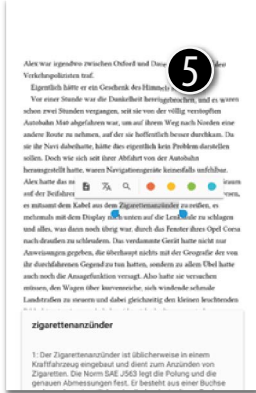 5
Alex war irgendwo zwischen Oxford und
Verkehrspolizisten traf.
Eigentlich hätte er ein Geschenk des Himmels
Vor einer Stunde war die Dunkelheit hereingebrochen, und es waren
schon zwei Stunden vergangen, seit sie von der völlig verstopften
Autobahn M40 abgefahren war, um auf ihrem Weg nach Norden eine
andere Route zu nehmen, auf der sie hoffentlich besser durchkam. Da
sie ihr Navi dabeihatte, hätte dies eigentlich kein Problem darstellen
sollen. Doch wie sich seit ihrer Abfahrt von der Autobahn
herausgestellt hatte, waren Navigationsgeräte keinesfalls unfehlbar.
Alex hatte das
auf der Beifahrer
es mitsamt dem Kabel aus dem Zigarettenanzünder zu reißen, es
mehrmals mit dem Display nach unten auf die Lenksäule zu schlagen
und alles, was dann noch übrig war, durch das Fenster ihres Opel Corsa
nach draußen zu schleudern. Das verdammte Gerät hatte nicht nur
Anweisungen gegeben, die überhaupt nichts mit der Geografie der von
ihr durchfahrenen Gegend zu tun hatten, sondern zu allem Übel hatte
auch noch die Ansagefunktion versagt. Also hatte sie versuchen
müssen, den Wagen über kurvenreiche, sich windende schmale
Landstraßen zu steuern und dabei gleichzeitig den kleinen leuchtenden
zigarettenanzünder
1: Der Zigarettenanzünder ist üblicherweise in einem
Kraftfahrzeug eingebaut und dient zum Anzünden von
Zigaretten. Die Norm SAE J563 legt die Polung und die
genauen Abmessungen fest. Er besteht aus einer Buchse